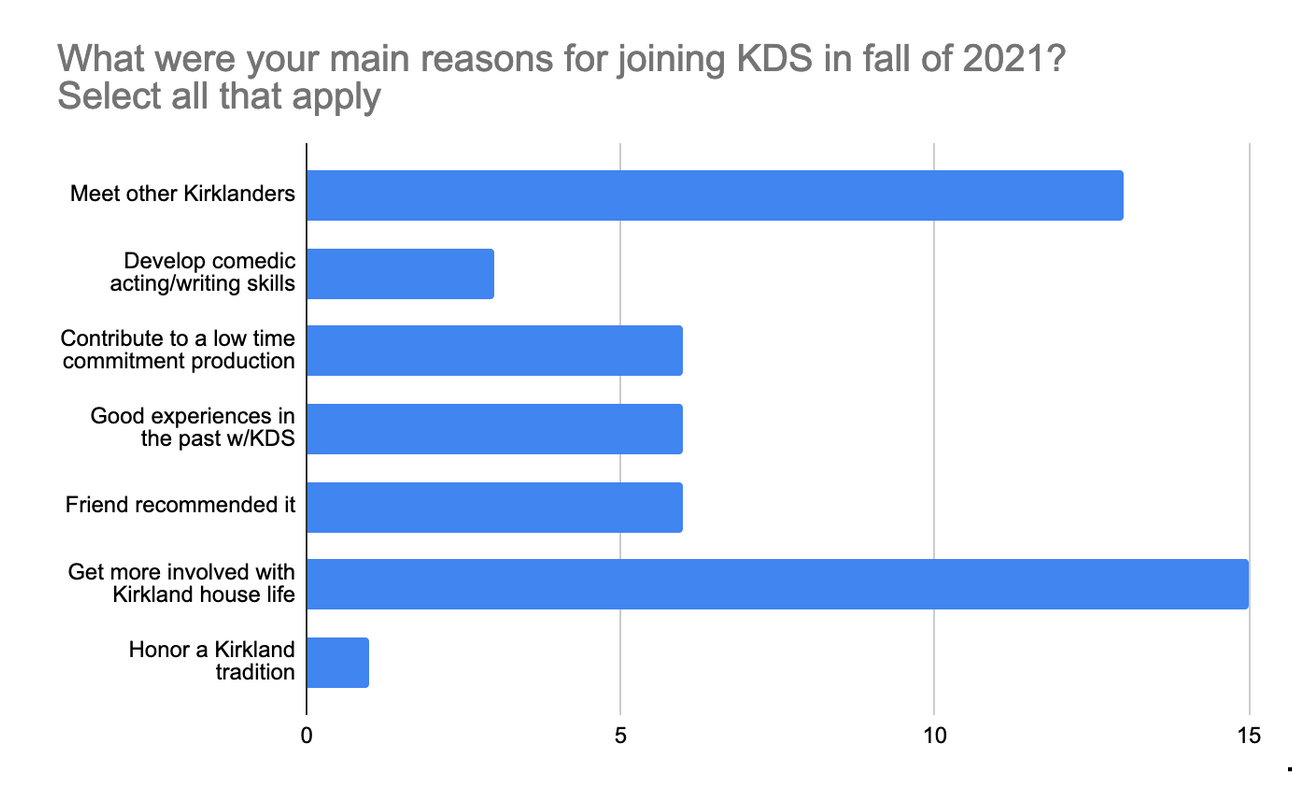 What were your main reasons for joining KDS in fall of 2021?
Select all that apply
Meet other Kirklanders
Develop comedic
acting/writing skills
Contribute to a low time
commitment production
Good experiences in
the past w/KDS
Friend recommended it
Get more involved with
Kirkland house life
Honor a Kirkland
tradition
0 5 10 15